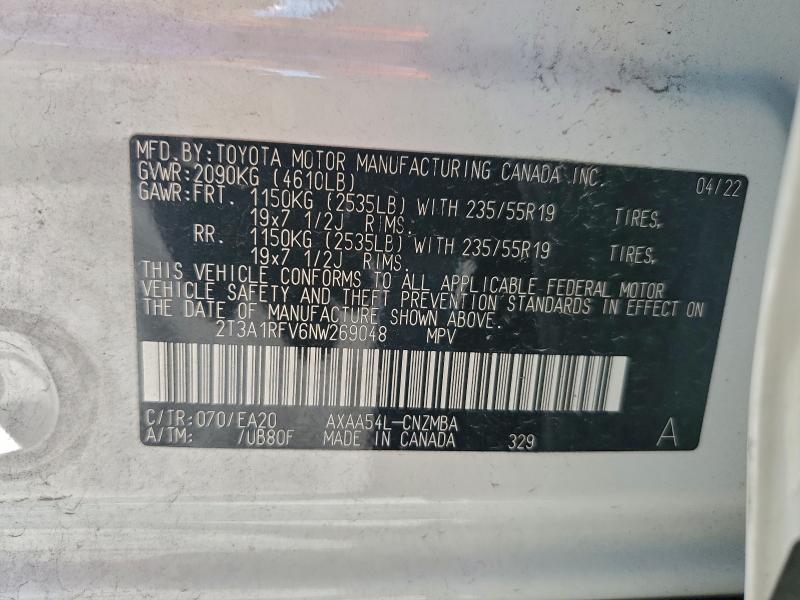 MFD.BY:TOYOTA MOTOR MANUFACTURING CANADA INC. 04/22
GVWR:2090KG (4610LB)
GAWR:FRT. 1150KG (2535LB) WITH 235/55R19 TIRES,
19x7 1/2J RIMS.
RR. 1150KG (2535LB) WITH 235/55R19 TIRES,
19x7 1/2J RIMS.
THIS VEHICLE CONFORMS TO ALL APPLICABLE FEDERAL MOTOR
VEHICLE SAFETY AND THEFT PREVENTION STANDARDS IN EFFECT ON
THE DATE OF MANUFACTURE SHOWN ABOVE.
2T3A1RFV6NW269048 MPV
C/TR:070/EA20 AXAA54L-CNZMBA
A/TM: 7UB80F MADE IN CANADA 329 A